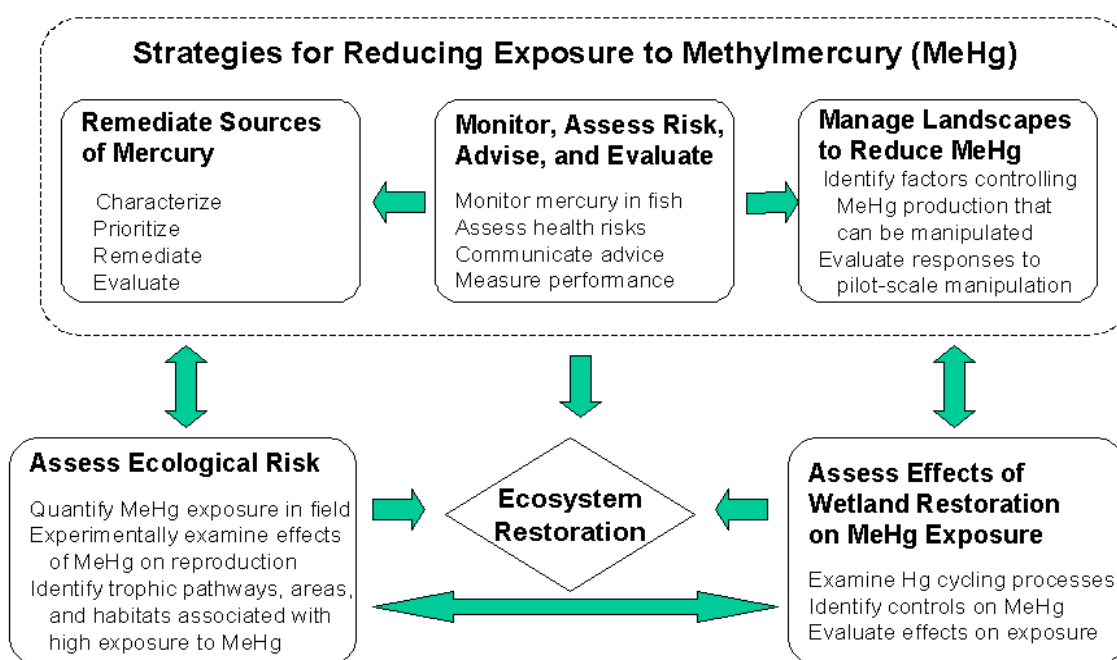 Strategies for Reducing Exposure to Methylmercury (MeHg)
Remediate Sources
of Mercury
Characterize
Prioritize
Remediate
Evaluate
Monitor, Assess Risk,
Advise, and Evaluate
Monitor mercury in fish
Assess health risks
Communicate advice
Measure performance
Manage Landscapes
to Reduce MeHg
Identify factors controlling
MeHg production that
can be manipulated
Evaluate responses to
pilot-scale manipulation
Assess Ecological Risk
Quantify MeHg exposure in field
Experimentally examine effects
of MeHg on reproduction
Identify trophic pathways, areas,
and habitats associated with
high exposure to MeHg
Ecosystem
Restoration
Assess Effects of
Wetland Restoration
on MeHg Exposure
Examine Hg cycling processes
Identify controls on MeHg
Evaluate effects on exposure